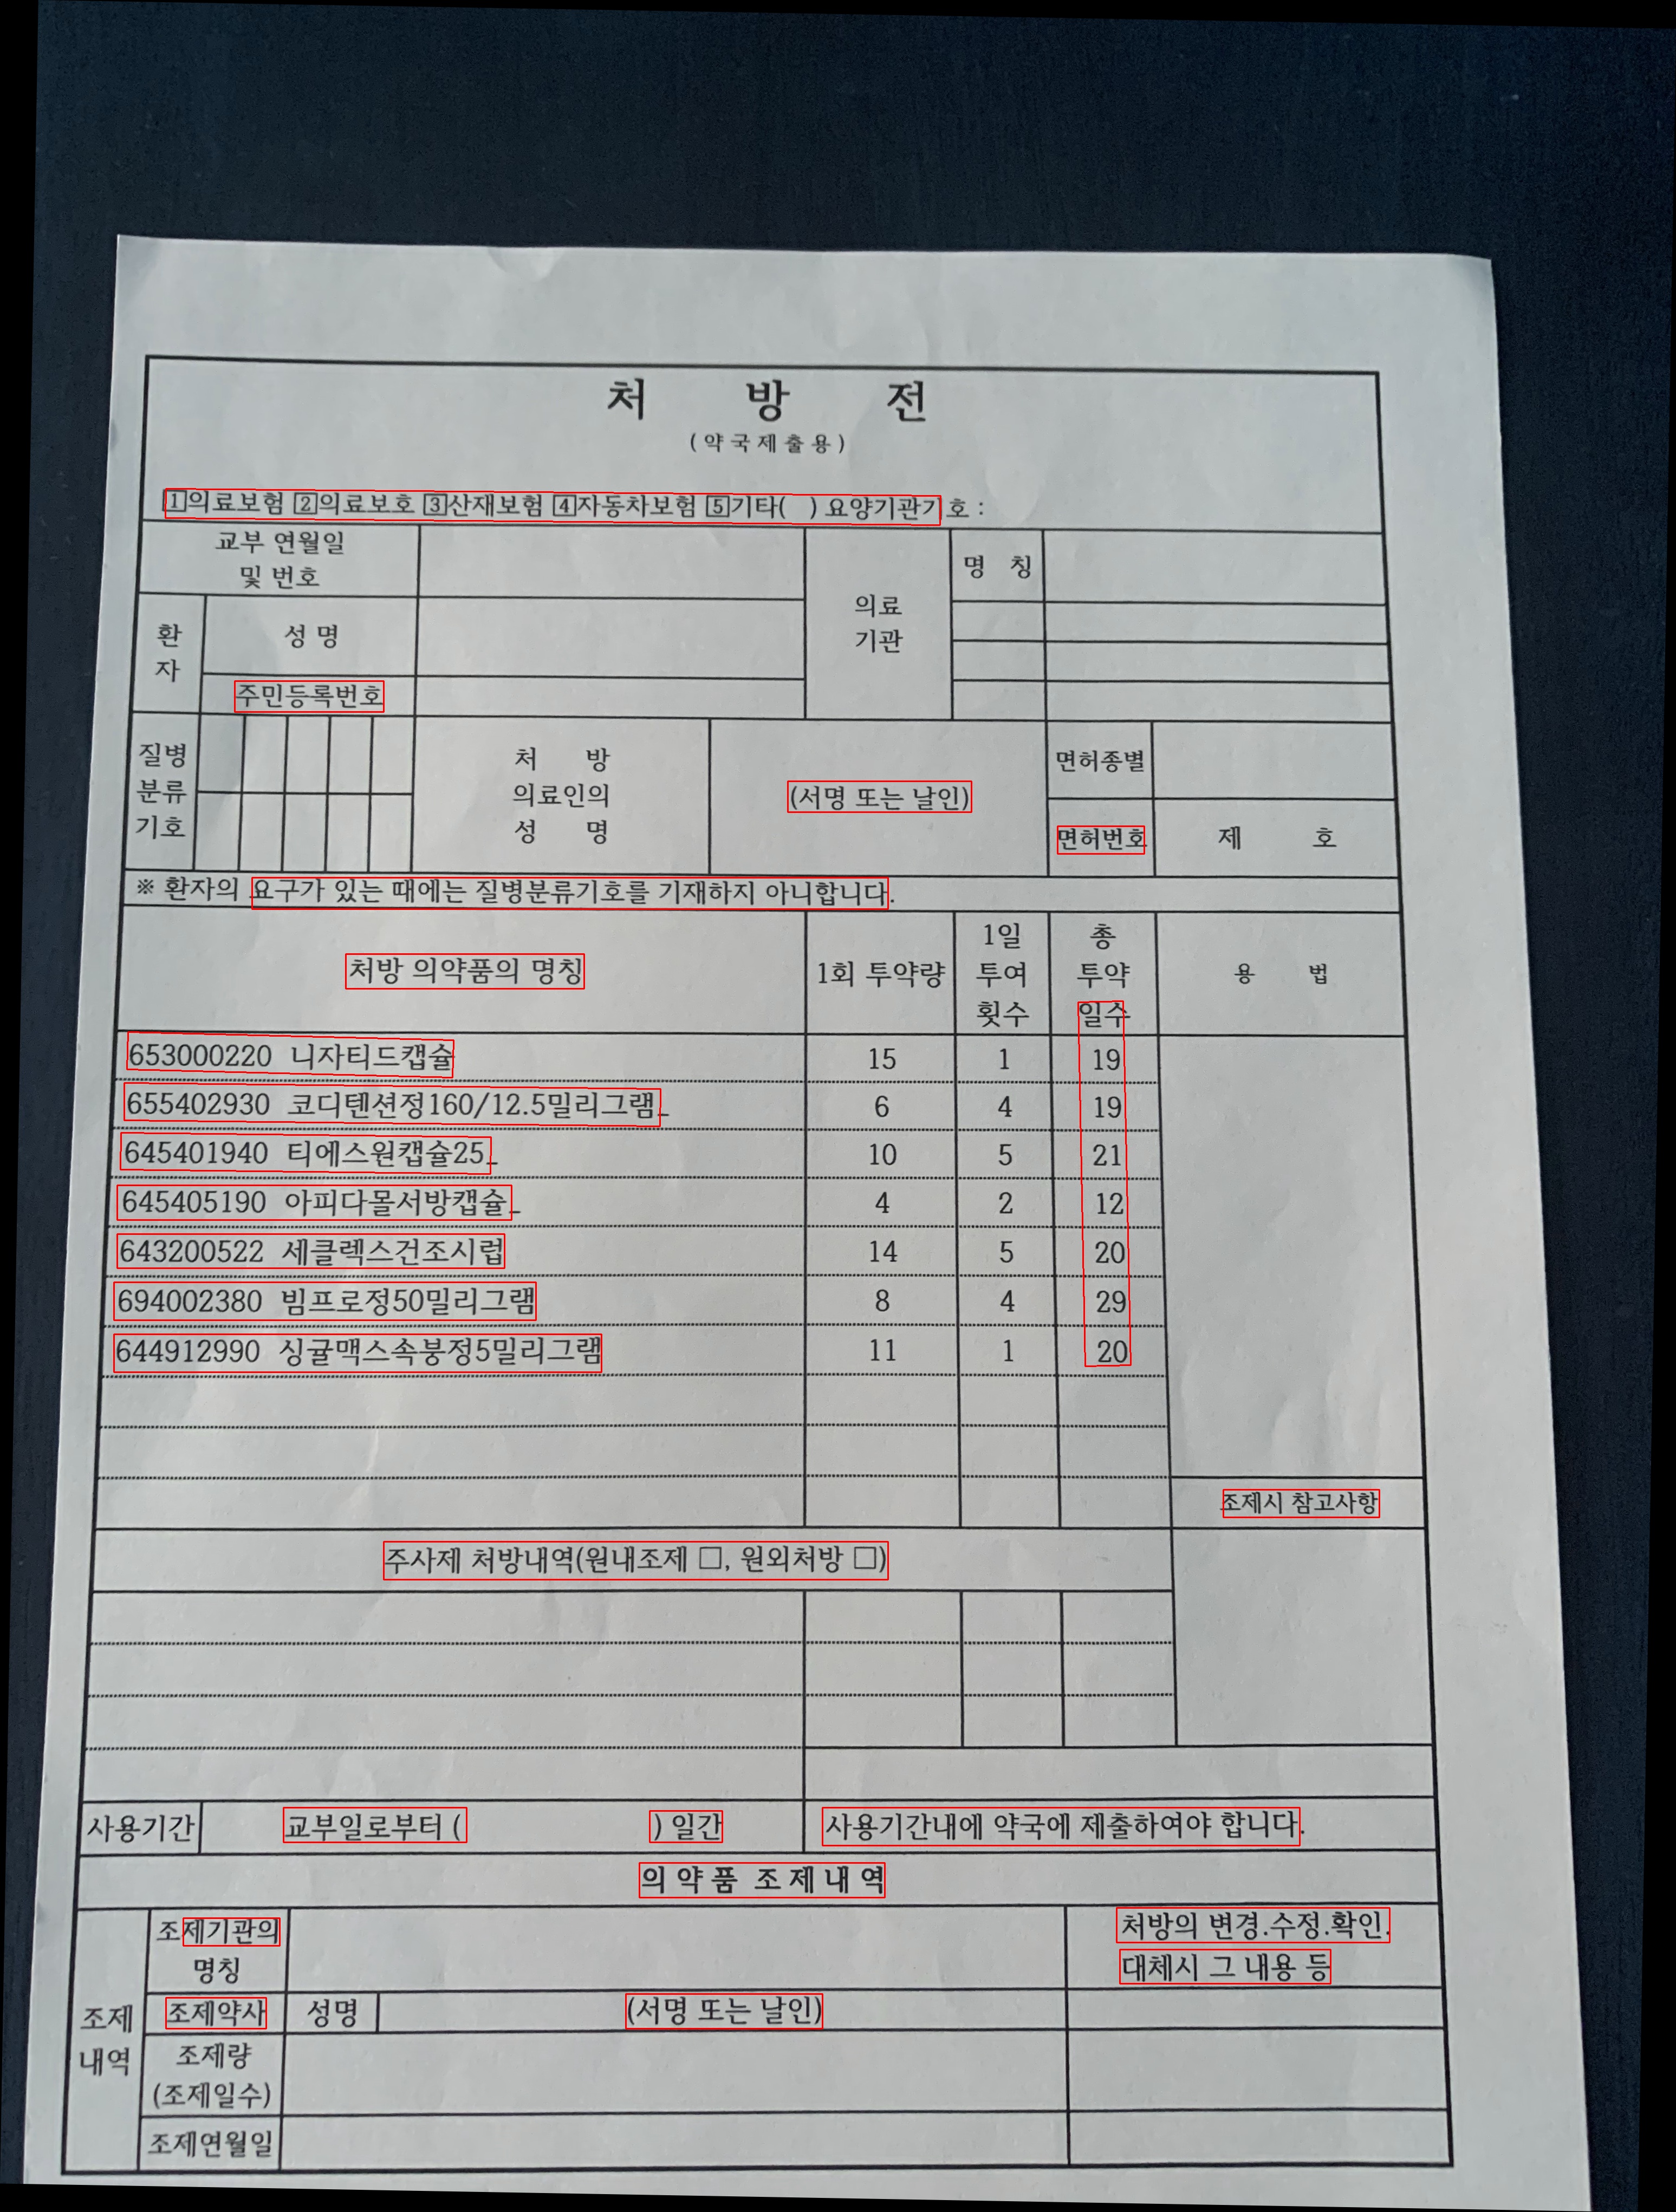 처 방 전
(약국제출용)
1의료보험 2의료보호 3산재보험 4자동차보험 5기타( ) 요양기관기호 :
교부 연월일
및 번호
의료
기관
명 칭
환
자
성 명
주민등록번호
질병
분류
기호
처 방
의료인의
성 명
(서명 또는 날인)
면허종별
면허번호
제 호
※ 환자의 요구가 있는 때에는 질병분류기호를 기재하지 아니합니다.
처방 의약품의 명칭
1회 투약량
1일
투여
횟수
총
투약
일수
용 법
653000220 니자티드캡슐 15 1 19
655402930 코디텐션정160/12.5밀리그램_ 6 4 19
645401940 티에스원캡슐25_ 10 5 21
645405190 아피다몰서방캡슐_ 4 2 12
643200522 세클렉스건조시럽 14 5 20
694002380 빔프로정50밀리그램 8 4 29
644912990 싱귤맥스속붕정5밀리그램 11 1 20
조제시 참고사항
주사제 처방내역(원내조제 □, 원외처방 □)
사용기간 교부일로부터 ( ) 일간 사용기간내에 약국에 제출하여야 합니다.
의 약 품 조 제 내 역
조제
내역
조제기관의
명칭
처방의 변경.수정.확인.
대체시 그 내용 등
조제약사 성명 (서명 또는 날인)
조제량
(조제일수)
조제연월일